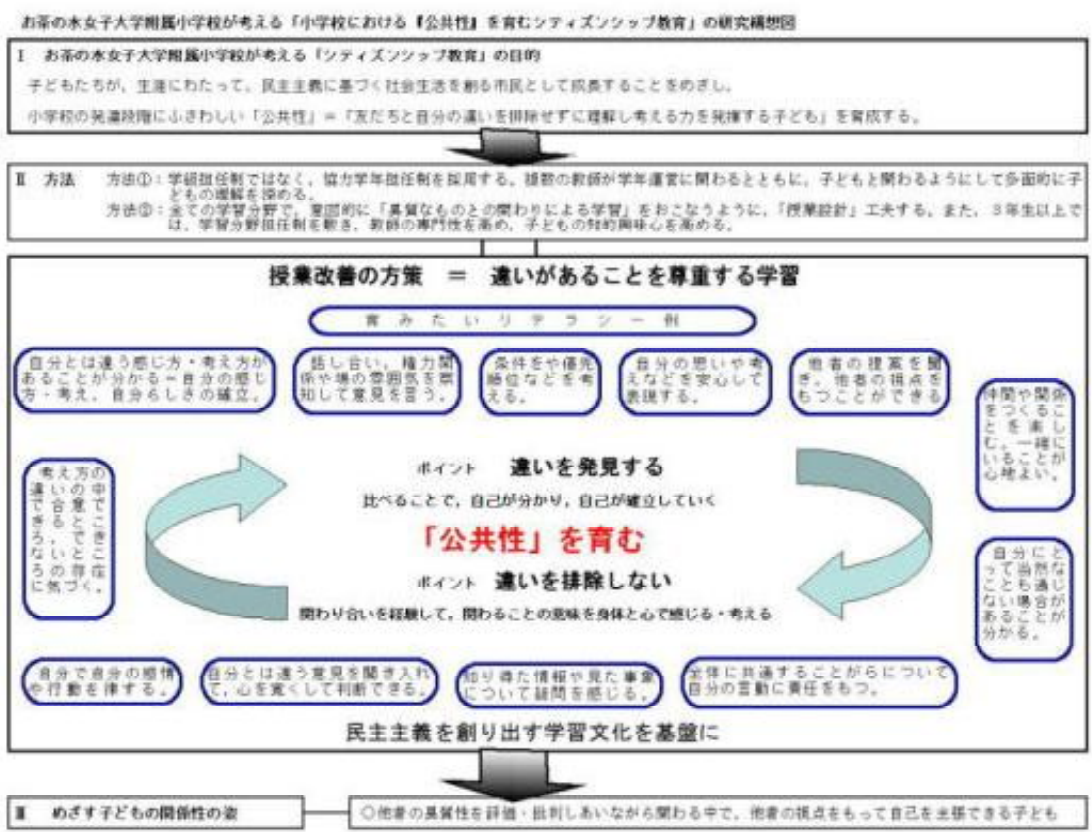 お茶の水女子大学附属小学校が考える「小学校における『公共性』を育むシティズンシップ教育」の研究構想図
Ⅰ お茶の水女子大学附属小学校が考える「シティズンシップ教育」の目的
子どもたちが、生涯にわたって、民主主義に基づく社会生活を創る市民として成長することをめざし、
小学校の発達段階にふさわしい「公共性」＝「友だちと自分の違いを排除せずに理解し考える力を発揮する子ども」を育成する。
Ⅱ 方法 方法①：学級担任制ではなく、協力学年担任制を採用する。複数の教師が学年運営に関わるとともに、子どもと関わるようにして多面的に子
どもの理解を深める。
方法②：全ての学習分野で、意図的に「異質なものとの関わりによる学習」をおこなうように、「授業設計」工夫する。また、３年生以上で
は、学習分野担任制を敷き、教師の専門性を高め、子どもの知的興味心を高める。
授業改善の方策 ＝ 違いがあることを尊重する学習
育みたいリテラシー例
自分とは違う感じ方・考え方が
あることが分かる＝自分の感じ
方・考え、自分らしさの確立。
話し合い、権力関
係や場の雰囲気を察
知して意見を言う。
条件をや優先
順位などを考
える。
自分の思いや考
えなどを安心して
表現する。
他者の提案を聞
き、他者の視点を
もつことができる
仲間や関係
をつくるこ
とを楽し
む。一緒に
いることが
心地よい。
考え方の
違いの中
で合意で
きるとこ
ろ、でき
ないとこ
ろの存在
に気づく。
ポイント 違いを発見する
比べることで，自己が分かり，自己が確立していく
「公共性」を育む
ポイント 違いを排除しない
関わり合いを経験して，関わることの意味を身体と心で感じる・考える
自分にと
って当然な
ことも通じ
ない場合が
あることが
分かる。
自分で自分の感情
や行動を律する。
自分とは違う意見を聞き入れ
て、心を寛くして判断できる。
知り得た情報や見た事象
について疑問を感じる。
全体に共通することがらについて
自分の言動に責任をもつ。
民主主義を創り出す学習文化を基盤に
Ⅲ めざす子どもの関係性の姿
○他者の異質性を評価・批判しあいながら関わる中で、他者の視点をもって自己を主張できる子ども